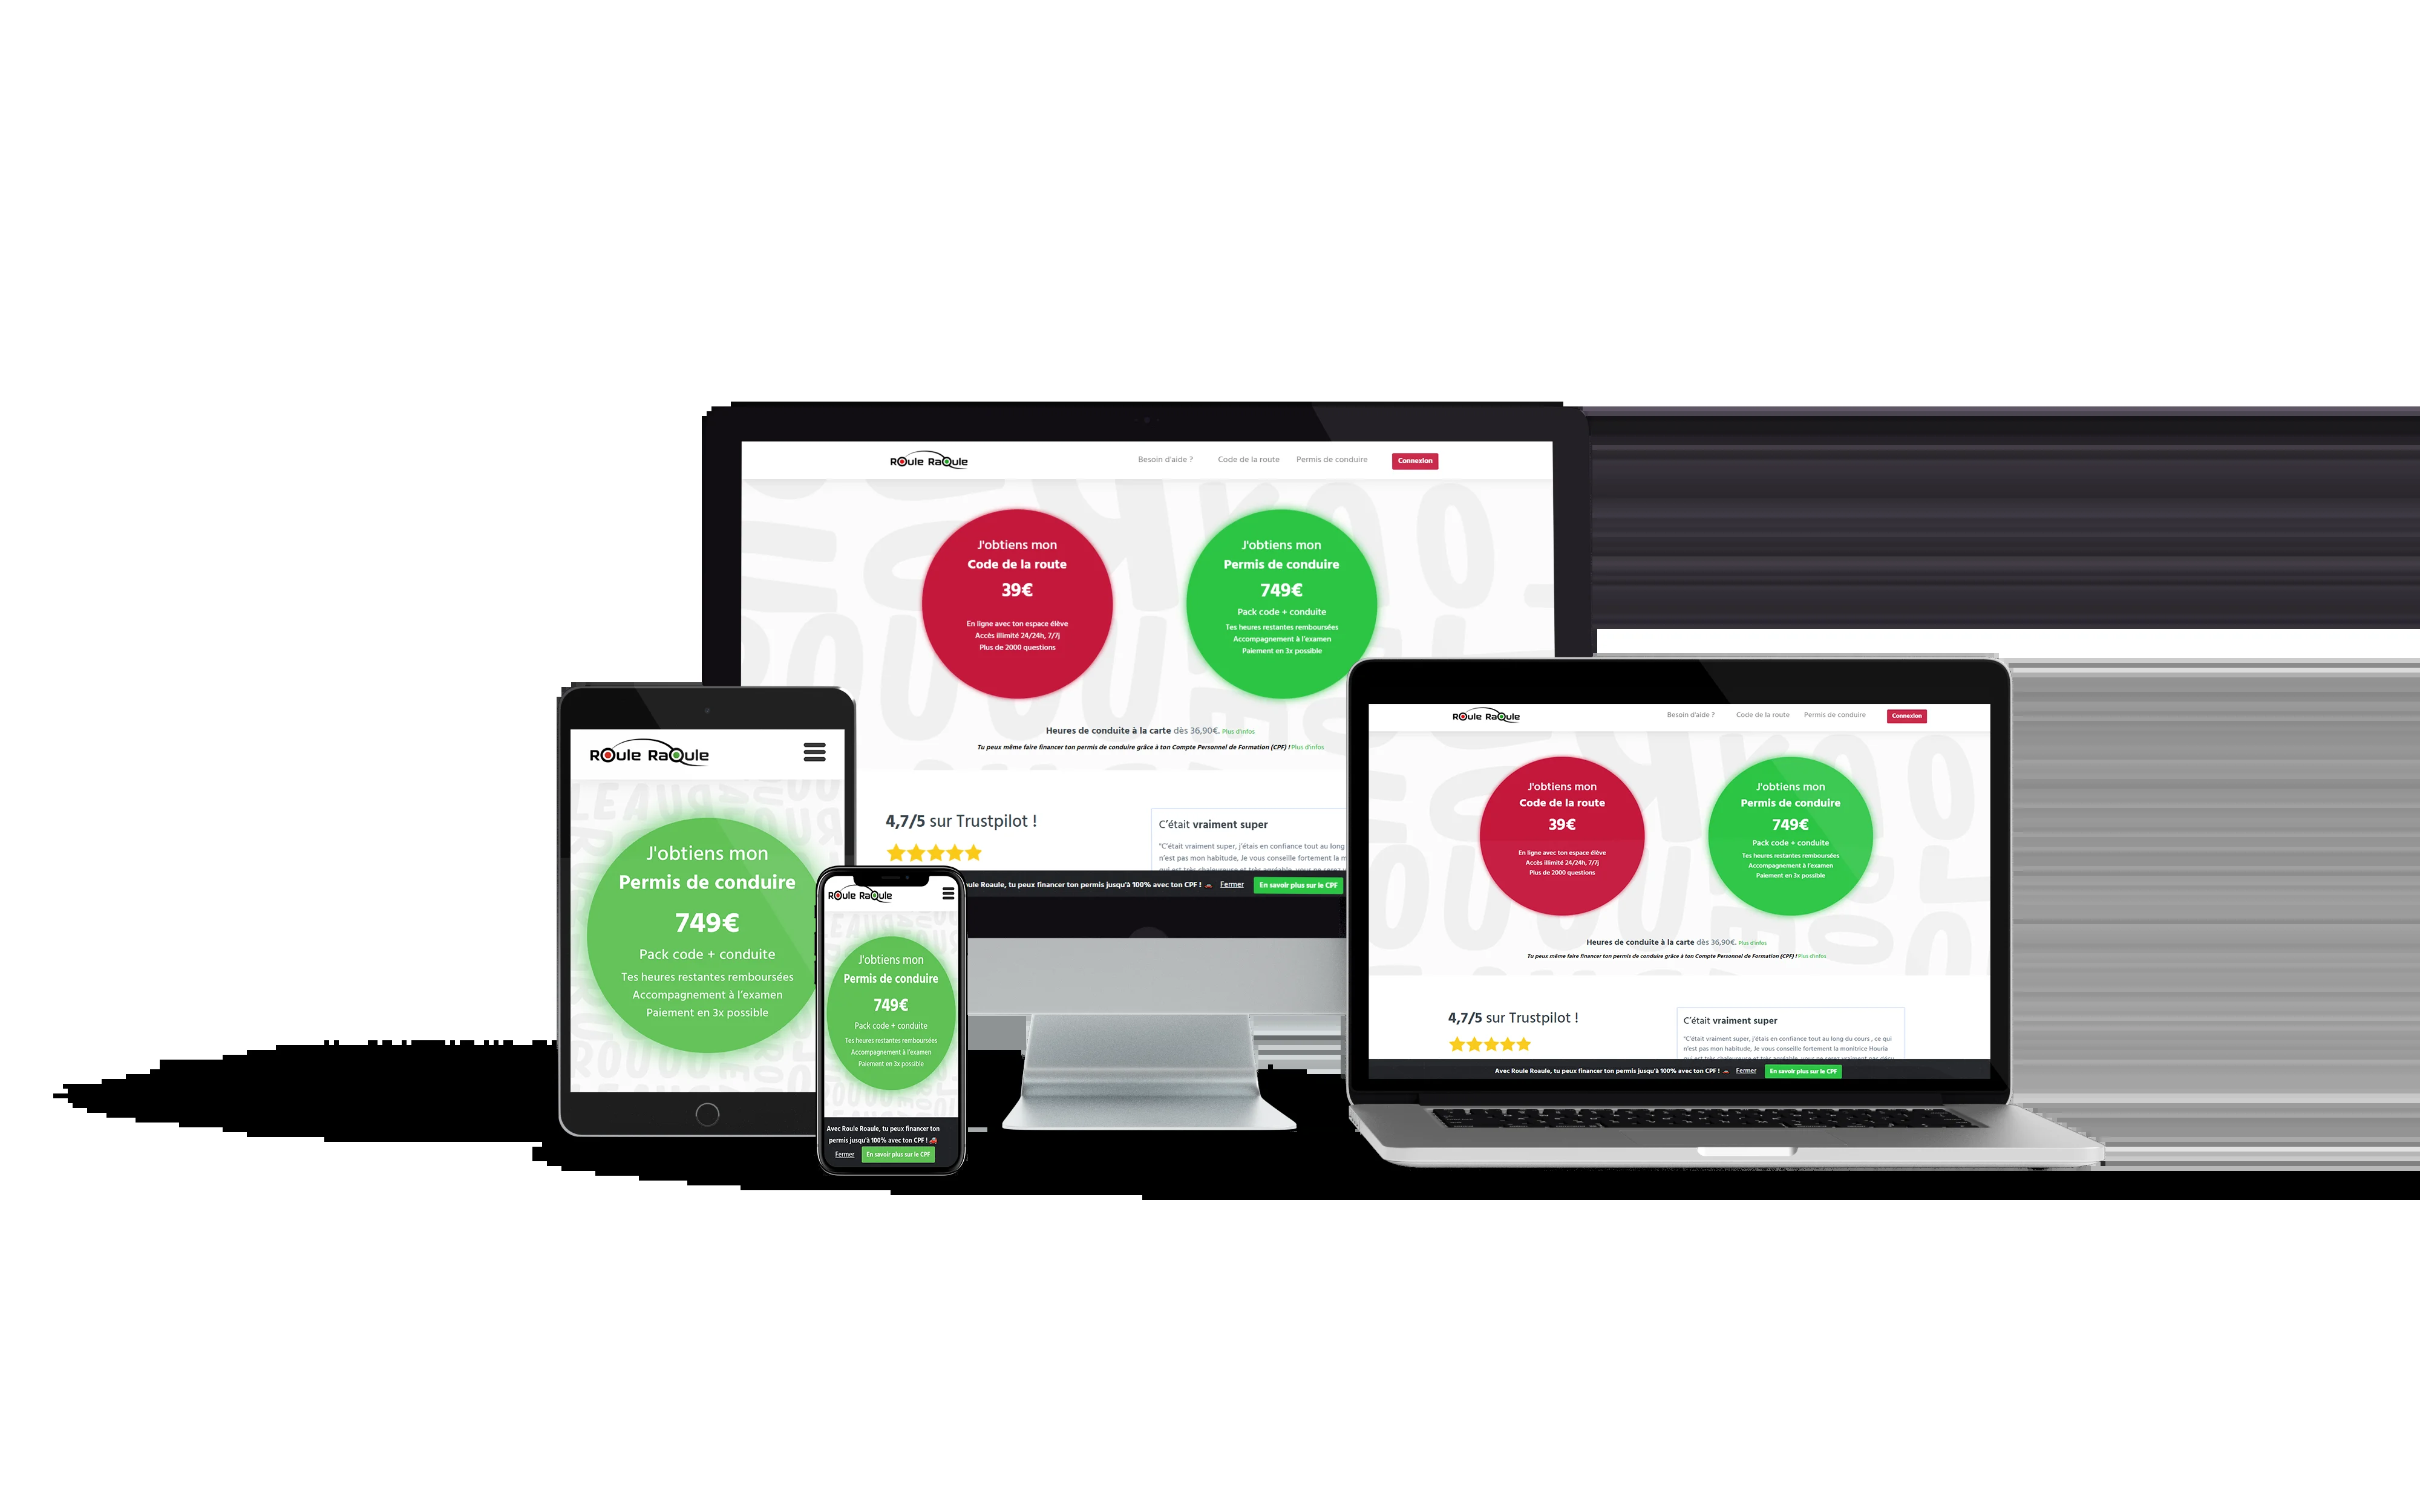 ROule RaOule
Besoin d'aide ?
Code de la route
Permis de conduire
Connexion
J'obtiens mon
Code de la route
39€
En ligne avec ton espace élève
Accès illimité 24/24h, 7/7j
Plus de 2000 questions
J'obtiens mon
Permis de conduire
749€
Pack code + conduite
Tes heures restantes remboursées
Accompagnement à l'examen
Paiement en 3x possible
Heures de conduite à la carte dès 36,90€. Plus d'infos
Tu peux même faire financer ton permis de conduire grâce à ton Compte Personnel de Formation (CPF) ! Plus d'infos
4,7/5 sur Trustpilot !
C'était vraiment super
"C'était vraiment super, j'étais en confiance tout au long
n'est pas mon habitude, Je vous conseille fortement la m
oule Roaule, tu peux financer ton permis jusqu'à 100% avec ton CPF ! Fermer En savoir plus sur le CPF
ROule RaOule
J'obtiens mon
Permis de conduire
749€
Pack code + conduite
Tes heures restantes remboursées
Accompagnement à l'examen
Paiement en 3x possible
ROule RaOule
J'obtiens mon
Permis de conduire
749€
Pack code + conduite
Tes heures restantes remboursées
Accompagnement à l'examen
Paiement en 3x possible
Avec Roule Roaule, tu peux financer ton
permis jusqu'à 100% avec ton CPF !
Fermer En savoir plus sur le CPF
ROule RaOule
Besoin d'aide ?
Code de la route
Permis de conduire
Connexion
J'obtiens mon
Code de la route
39€
En ligne avec ton espace élève
Accès illimité 24/24h, 7/7j
Plus de 2000 questions
J'obtiens mon
Permis de conduire
749€
Pack code + conduite
Tes heures restantes remboursées
Accompagnement à l'examen
Paiement en 3x possible
Heures de conduite à la carte dès 36,90€. Plus d'infos
Tu peux même faire financer ton permis de conduire grâce à ton Compte Personnel de Formation (CPF) ! Plus d'infos
4,7/5 sur Trustpilot !
C'était vraiment super
"C'était vraiment super, j'étais en confiance tout au long du cours , ce qui
n'est pas mon habitude, Je vous conseille fortement la monitrice Houria
Avec Roule Roaule, tu peux financer ton permis jusqu'à 100% avec ton CPF ! Fermer En savoir plus sur le CPF